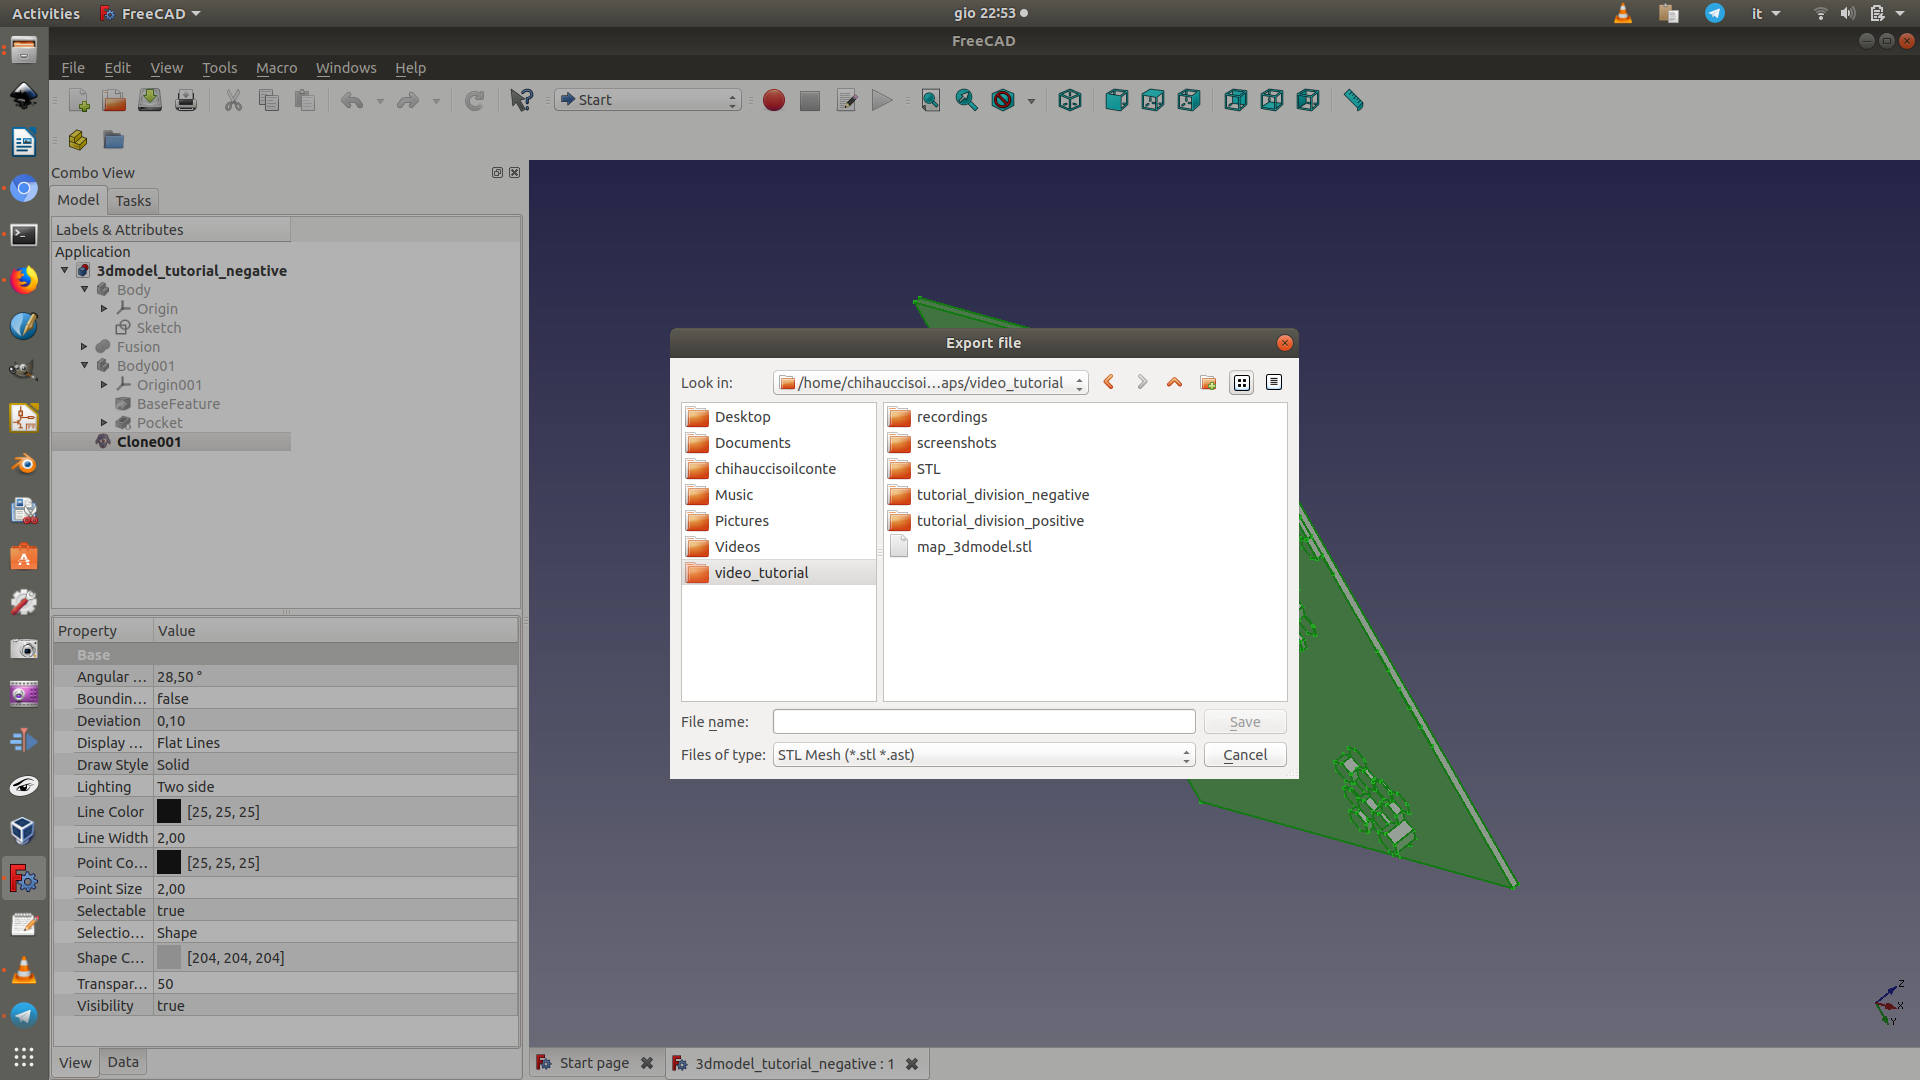 Activities FreeCAD gio 22:53 it
FreeCAD
File Edit View Tools Macro Windows Help
Start
Combo View
Model Tasks
Labels & Attributes
Application
3dmodel_tutorial_negative
Body
Origin
Sketch
Fusion
Body001
Origin001
BaseFeature
Pocket
Clone001
Property Value
Base
Angular ... 28,50 °
Boundin... false
Deviation 0,10
Display ... Flat Lines
Draw Style Solid
Lighting Two side
Line Color [25, 25, 25]
Line Width 2,00
Point Co... [25, 25, 25]
Point Size 2,00
Selectable true
Selectio... Shape
Shape C... [204, 204, 204]
Transpar... 50
Visibility true
View Data
Export file
Look in: /home/chihauccisoi...aps/video_tutorial
Desktop
Documents
chihauccisoilconte
Music
Pictures
Videos
video_tutorial
recordings
screenshots
STL
tutorial_division_negative
tutorial_division_positive
map_3dmodel.stl
File name: Save
Files of type: STL Mesh (*.stl *.ast) Cancel
Z
X
Y
Start page 3dmodel_tutorial_negative : 1